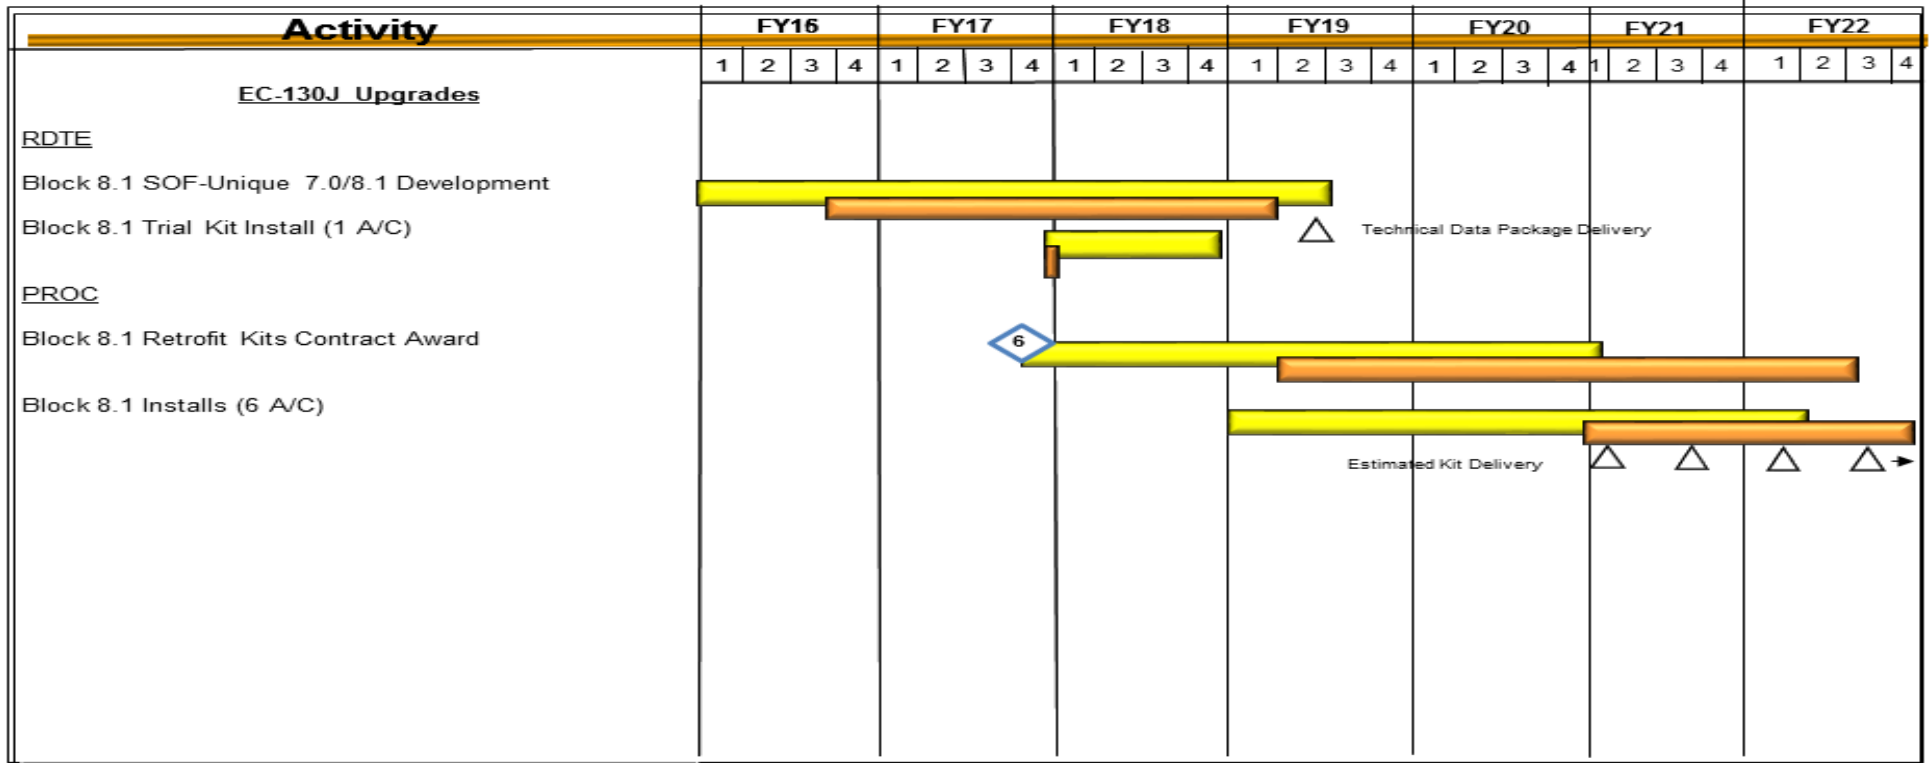 Activity FY16 FY17 FY18 FY19 FY20 FY21 FY22
1 2 3 4 1 2 3 4 1 2 3 4 1 2 3 4 1 2 3 4 1 2 3 4 1 2 3 4
EC-130J Upgrades
RDTE
Block 8.1 SOF-Unique 7.0/8.1 Development
Block 8.1 Trial Kit Install (1 A/C)
Technical Data Package Delivery
PROC
Block 8.1 Retrofit Kits Contract Award
6
Block 8.1 Installs (6 A/C)
Estimated Kit Delivery